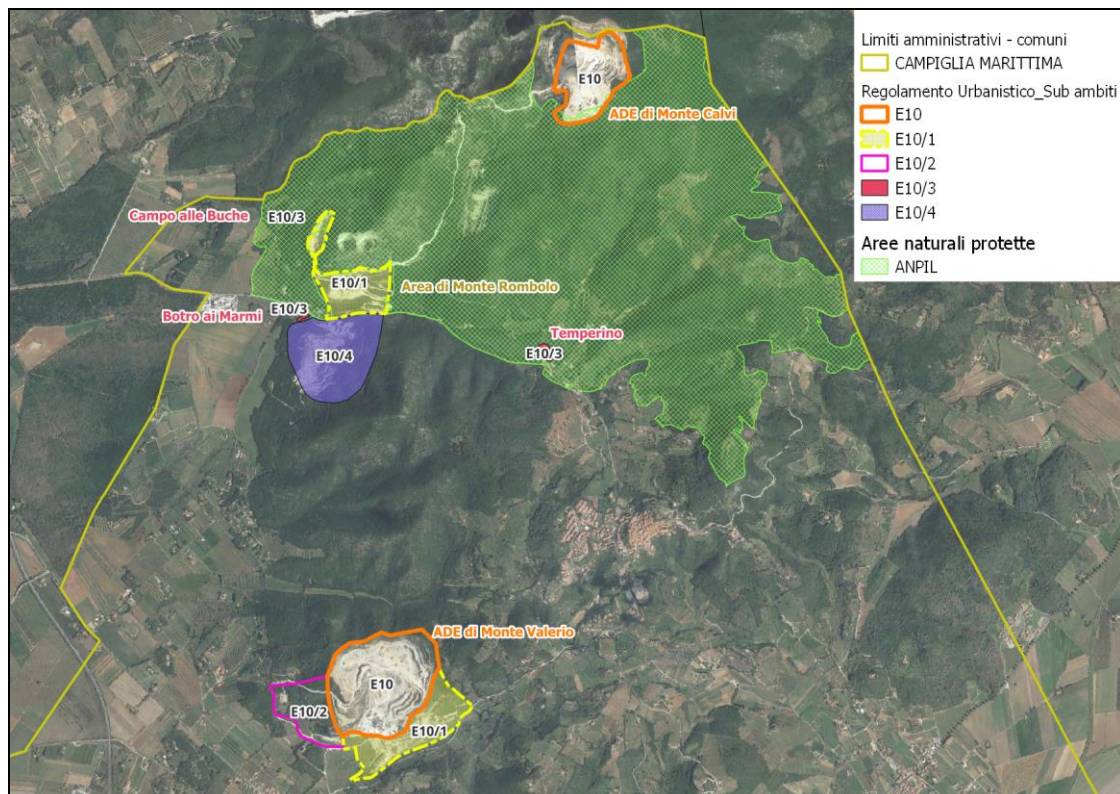 Limiti amministrativi - comuni
CAMPIGLIA MARITTIMA
Regolamento Urbanistico_Sub ambiti
E10
E10/1
E10/2
E10/3
E10/4
Aree naturali protette
ANPIL
E10
ADE di Monte Calvi
Campo alle Buche
E10/3
E10/1
Area di Monte Rombolo
Botro ai Marmi
E10/3
Temperino
E10/3
E10/4
ADE di Monte Valerio
E10
E10/2
E10/1